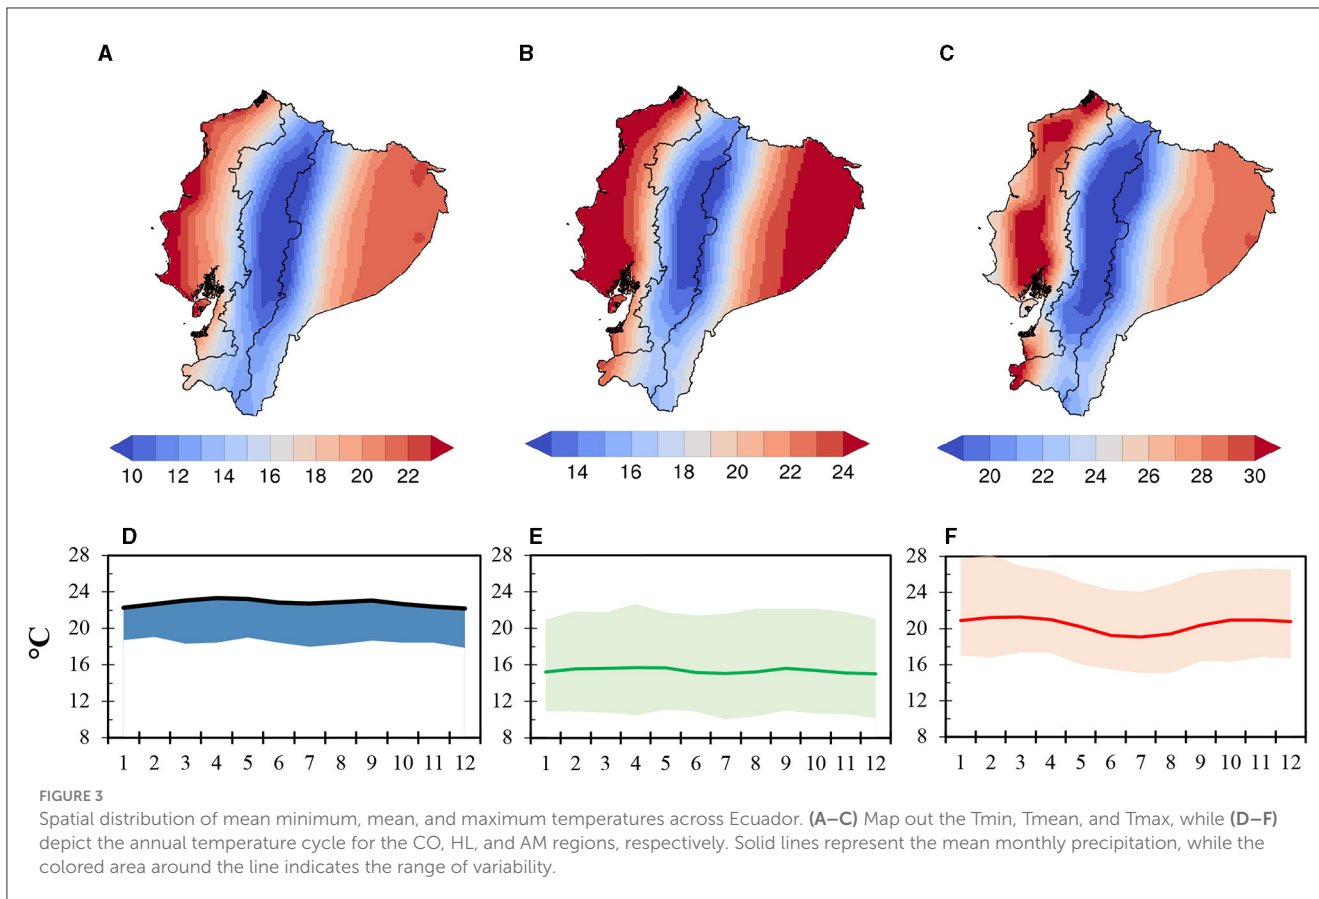 A B C
10 12 14 16 18 20 22
14 16 18 20 22 24
20 22 24 26 28 30
D E F
°C
28
24
20
16
12
8
1 2 3 4 5 6 7 8 9 10 11 12
28
24
20
16
12
8
1 2 3 4 5 6 7 8 9 10 11 12
28
24
20
16
12
8
1 2 3 4 5 6 7 8 9 10 11 12
FIGURE 3
Spatial distribution of mean minimum, mean, and maximum temperatures across Ecuador. (A–C) Map out the Tmin, Tmean, and Tmax, while (D–F)
depict the annual temperature cycle for the CO, HL, and AM regions, respectively. Solid lines represent the mean monthly precipitation, while the
colored area around the line indicates the range of variability.